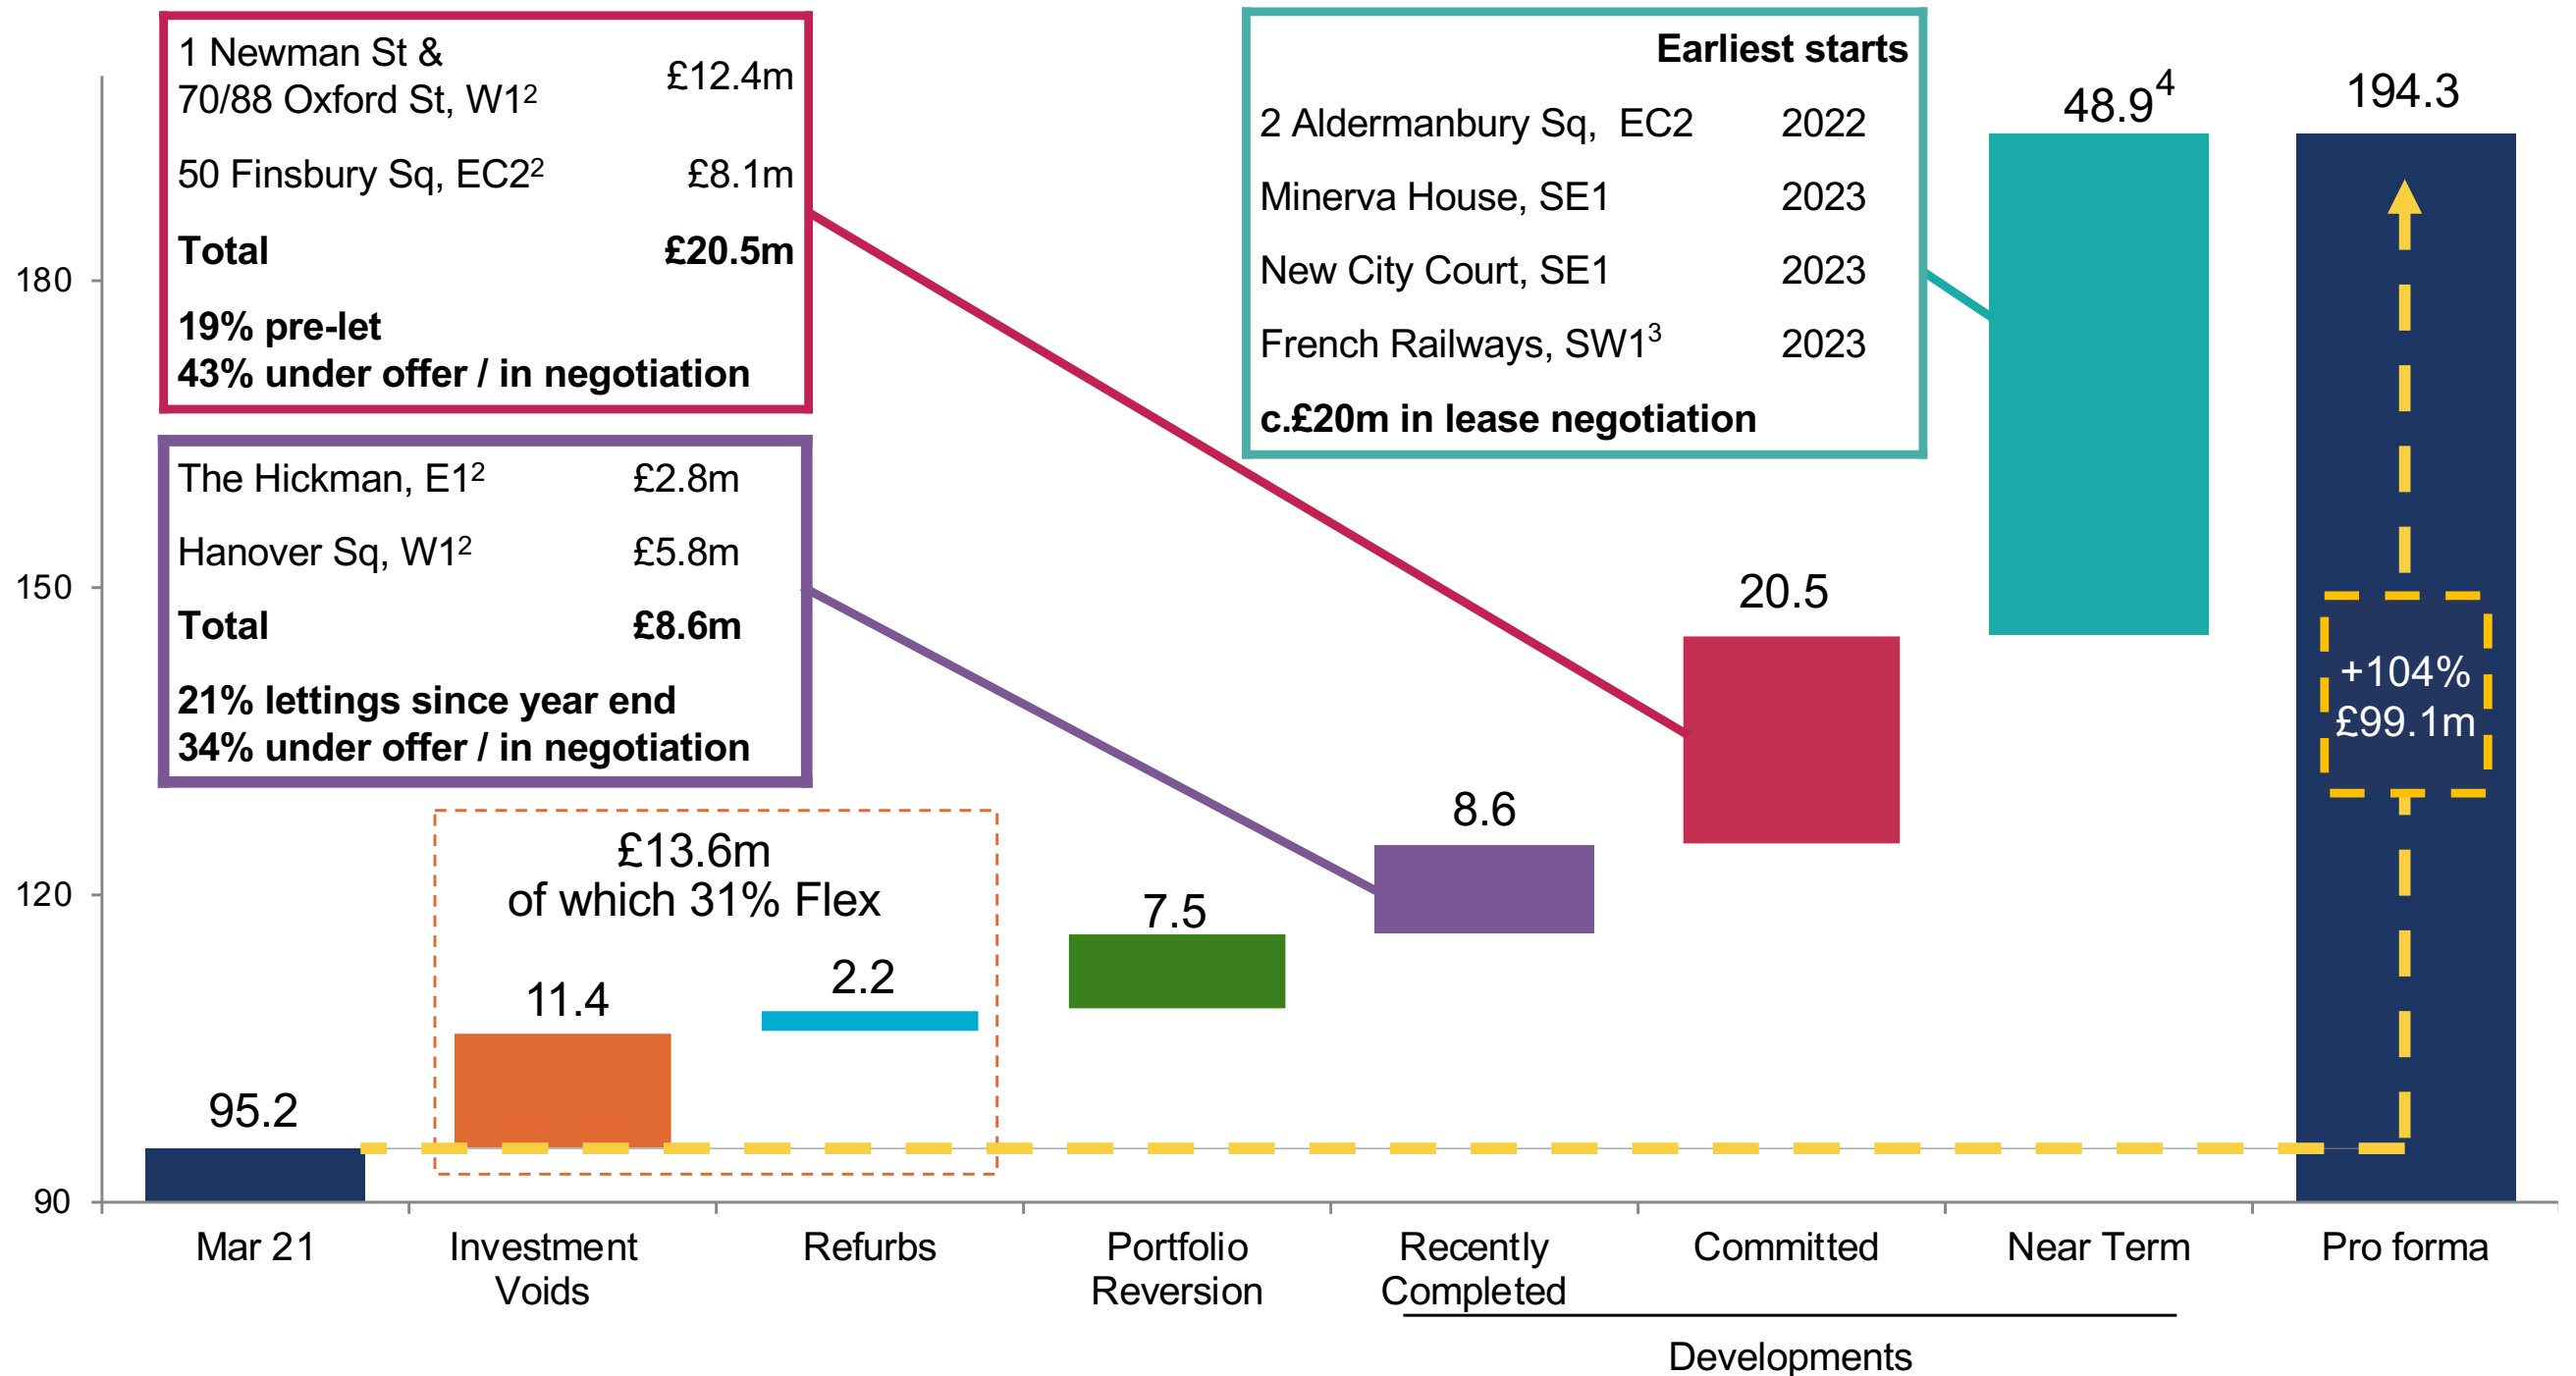 1 Newman St &
70/88 Oxford St, W1² £12.4m
50 Finsbury Sq, EC2² £8.1m
Total £20.5m
19% pre-let
43% under offer / in negotiation
The Hickman, E1² £2.8m
Hanover Sq, W1² £5.8m
Total £8.6m
21% lettings since year end
34% under offer / in negotiation
Earliest starts
2 Aldermanbury Sq, EC2 2022
Minerva House, SE1 2023
New City Court, SE1 2023
French Railways, SW1³ 2023
c.£20m in lease negotiation
180
150
120
90
£13.6m
of which 31% Flex
95.2
11.4
2.2
7.5
8.6
20.5
48.9⁴
194.3
+104%
£99.1m
Mar 21
Investment
Voids
Refurbs
Portfolio
Reversion
Recently
Completed
Committed
Near Term
Pro forma
Developments